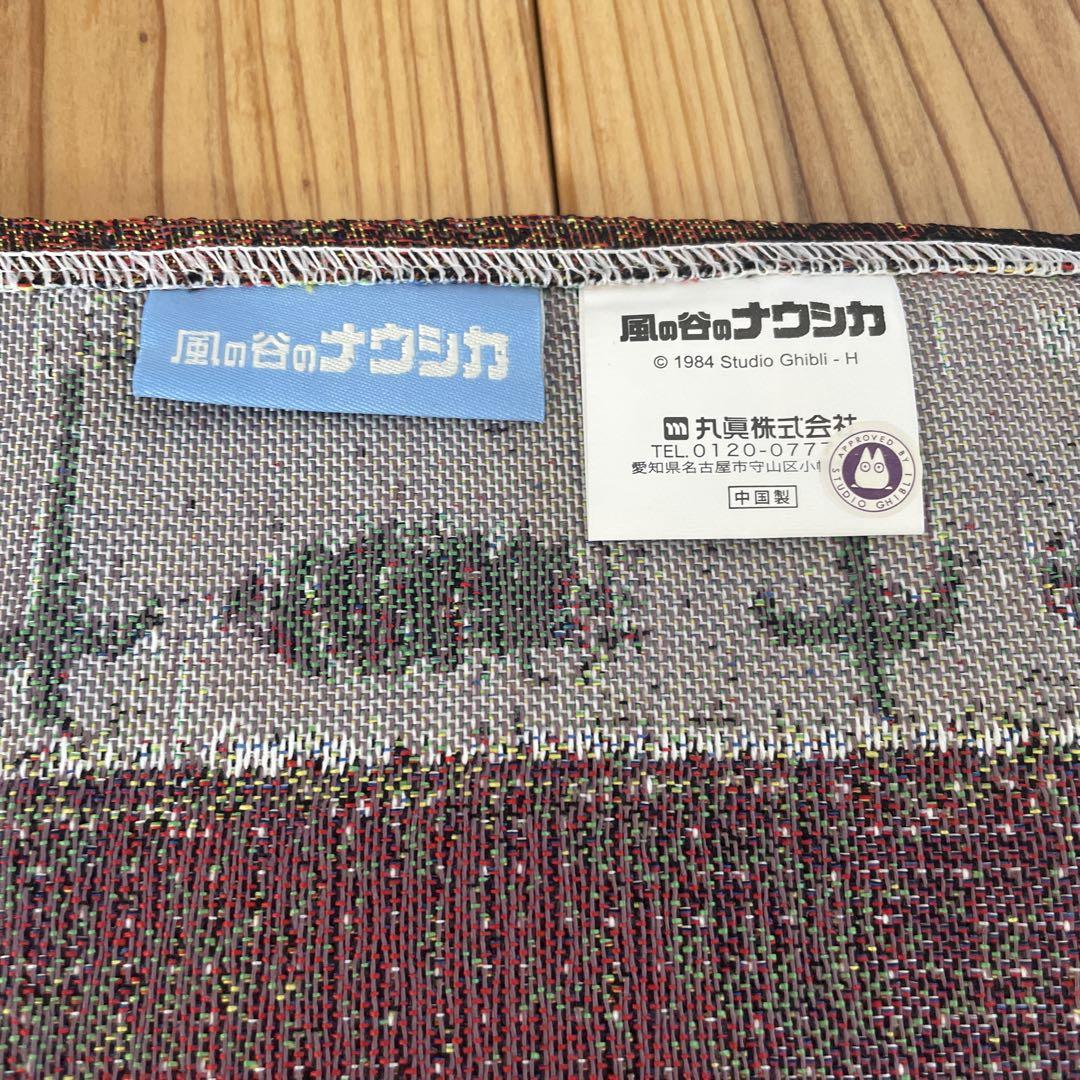 風の谷のナウシカ
風の谷のナウシカ
© 1984 Studio Ghibli - H
m 丸眞株式会社
TEL.0120-077
愛知県名古屋市守山区小幡
中国製
APPROVED BY
STUDIO GHIBLI